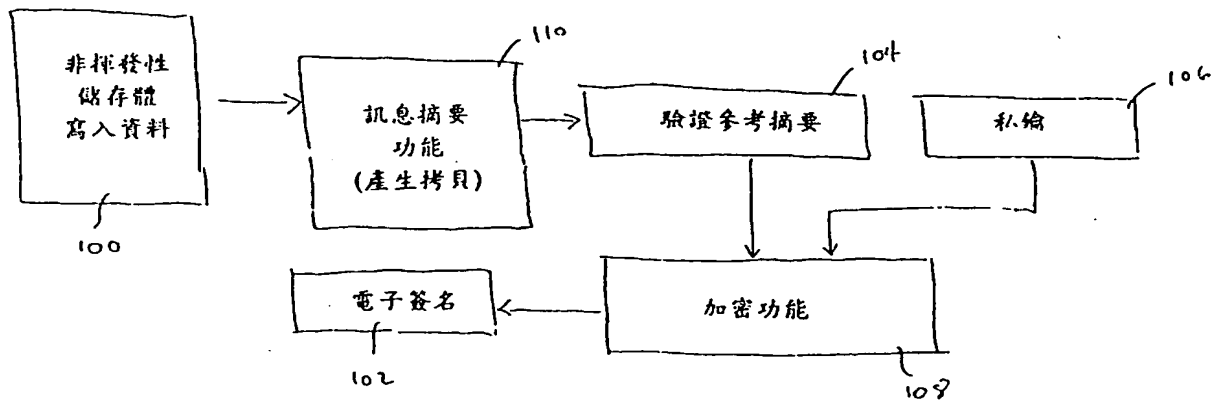 非揮發性
儲存體
寫入資料
100
110
訊息摘要
功能
(產生拷貝)
104
驗證參考摘要
106
私鑰
電子簽名
102
加密功能
108